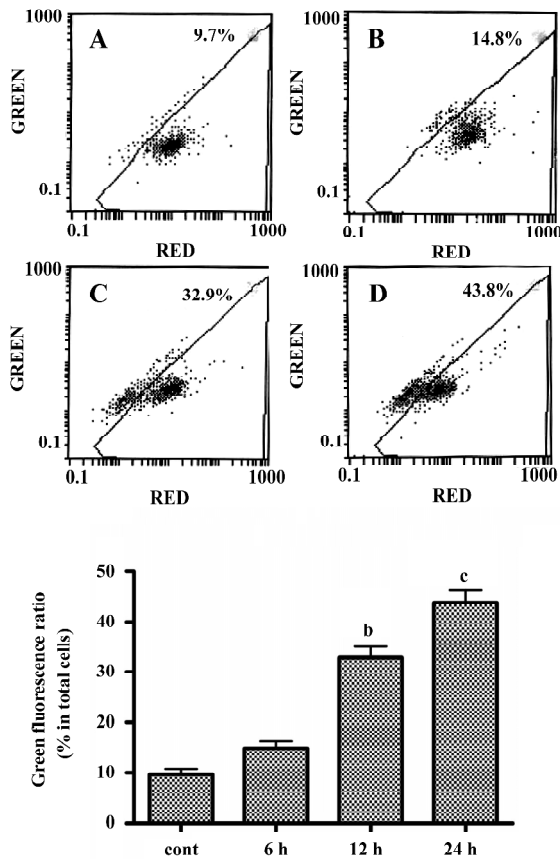 1000
A
9.7%
GREEN
0.1
0.1
1000
RED
1000
B
14.8%
GREEN
0.1
0.1
1000
RED
1000
C
32.9%
GREEN
0.1
0.1
1000
RED
1000
D
43.8%
GREEN
0.1
0.1
1000
RED
Green fluorescence ratio
(% in total cells)
50
40
30
20
10
0
b
c
cont
6 h
12 h
24 h